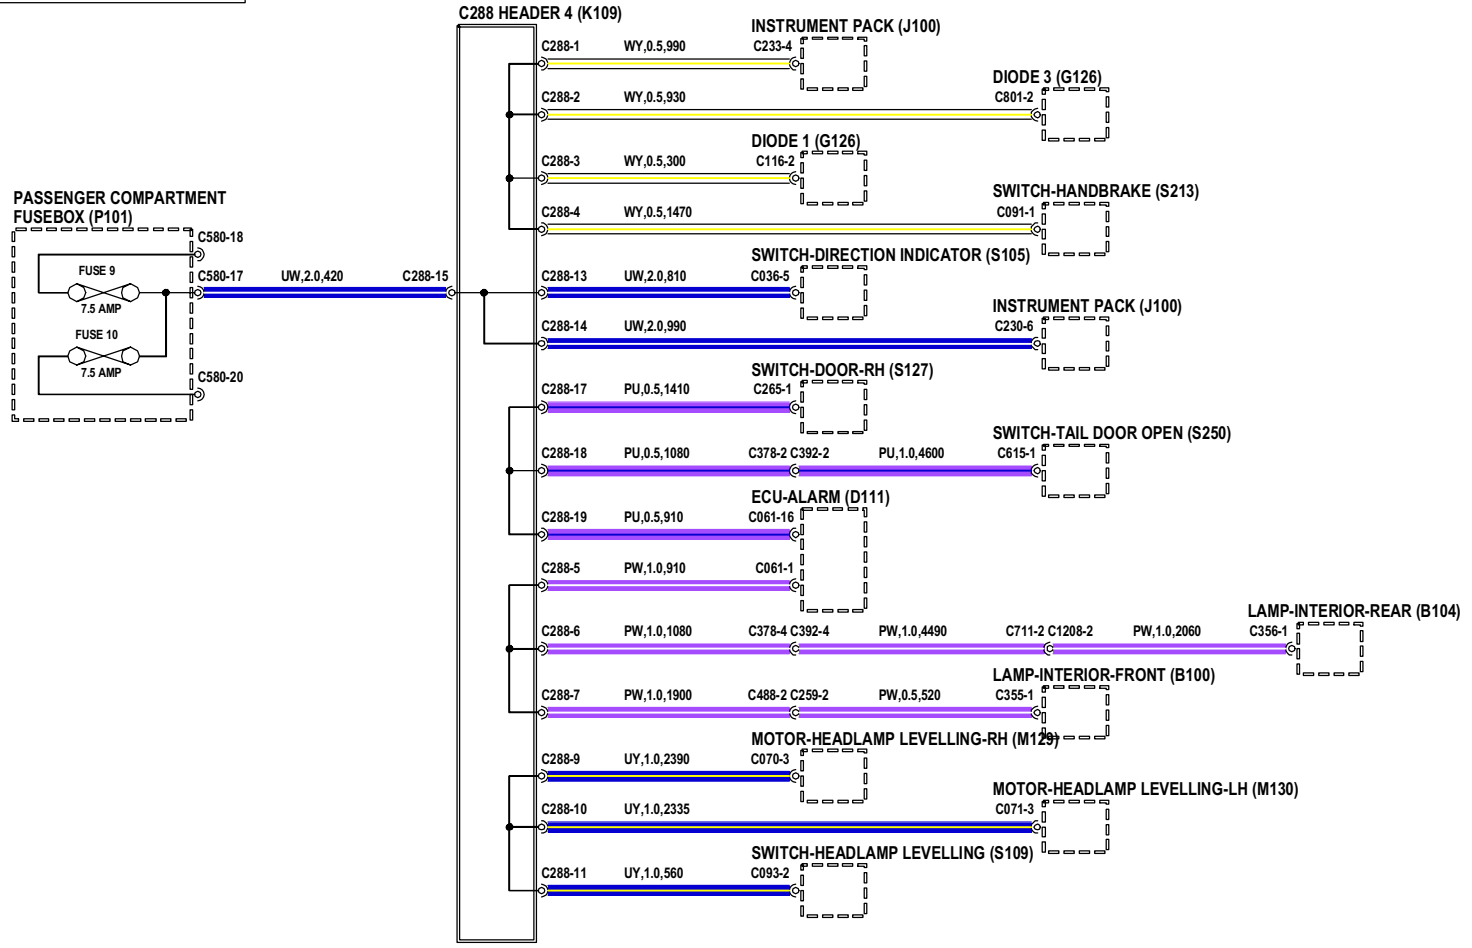 C288 HEADER 4 (K109)
INSTRUMENT PACK (J100)
C288-1 WY,0.5,990 C233-4
DIODE 3 (G126)
C288-2 WY,0.5,930 C801-2
DIODE 1 (G126)
C288-3 WY,0.5,300 C116-2
SWITCH-HANDBRAKE (S213)
C288-4 WY,0.5,1470 C091-1
PASSENGER COMPARTMENT
FUSEBOX (P101)
C580-18
FUSE 9
7.5 AMP
C580-17 UW,2.0,420 C288-15
FUSE 10
7.5 AMP
C580-20
SWITCH-DIRECTION INDICATOR (S105)
C288-13 UW,2.0,810 C036-5
INSTRUMENT PACK (J100)
C288-14 UW,2.0,990 C230-6
SWITCH-DOOR-RH (S127)
C288-17 PU,0.5,1410 C265-1
SWITCH-TAIL DOOR OPEN (S250)
C288-18 PU,0.5,1080 C378-2 C392-2 PU,1.0,4600 C615-1
ECU-ALARM (D111)
C288-19 PU,0.5,910 C061-16
C288-5 PW,1.0,910 C061-1
LAMP-INTERIOR-REAR (B104)
C288-6 PW,1.0,1080 C378-4 C392-4 PW,1.0,4490 C711-2 C1208-2 PW,1.0,2060 C356-1
LAMP-INTERIOR-FRONT (B100)
C288-7 PW,1.0,1900 C488-2 C259-2 PW,0.5,520 C355-1
MOTOR-HEADLAMP LEVELLING-RH (M129)
C288-9 UY,1.0,2390 C070-3
MOTOR-HEADLAMP LEVELLING-LH (M130)
C288-10 UY,1.0,2335 C071-3
SWITCH-HEADLAMP LEVELLING (S109)
C288-11 UY,1.0,560 C093-2